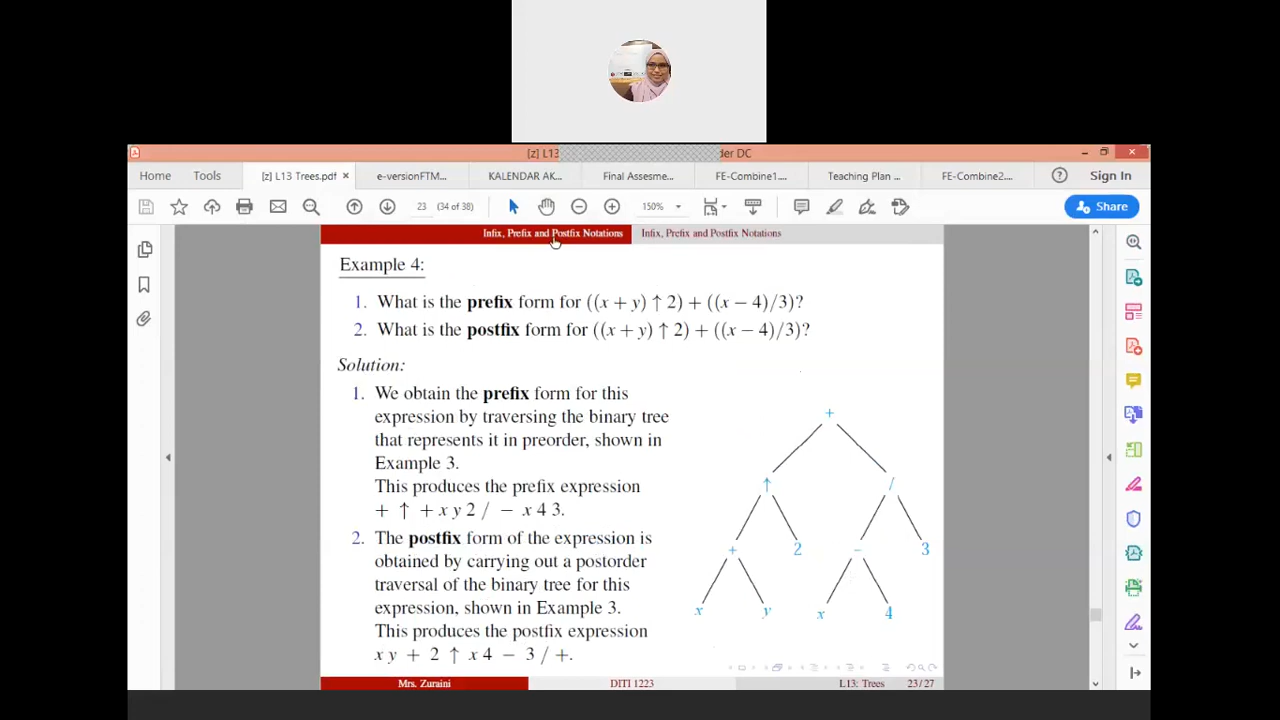 [z] L13 der DC
Home Tools [z] L13 Trees.pdf × e-versionFTM... KALENDAR AK... Final Assesme... FE-Combine1.... Teaching Plan ... FE-Combine2.... Sign In
23 (34 of 38) 150% Share
Infix, Prefix and Postfix Notations Infix, Prefix and Postfix Notations
Example 4:
1. What is the prefix form for ((x + y) ↑ 2) + ((x − 4)/3)?
2. What is the postfix form for ((x + y) ↑ 2) + ((x − 4)/3)?
Solution:
1. We obtain the prefix form for this
expression by traversing the binary tree
that represents it in preorder, shown in
Example 3.
This produces the prefix expression
+ ↑ + x y 2 / − x 4 3.
2. The postfix form of the expression is
obtained by carrying out a postorder
traversal of the binary tree for this
expression, shown in Example 3.
This produces the postfix expression
x y + 2 ↑ x 4 − 3 / +.
+
↑ /
+ 2 − 3
x y x 4
Mrs. Zuraini DITI 1223 L13: Trees 23/27